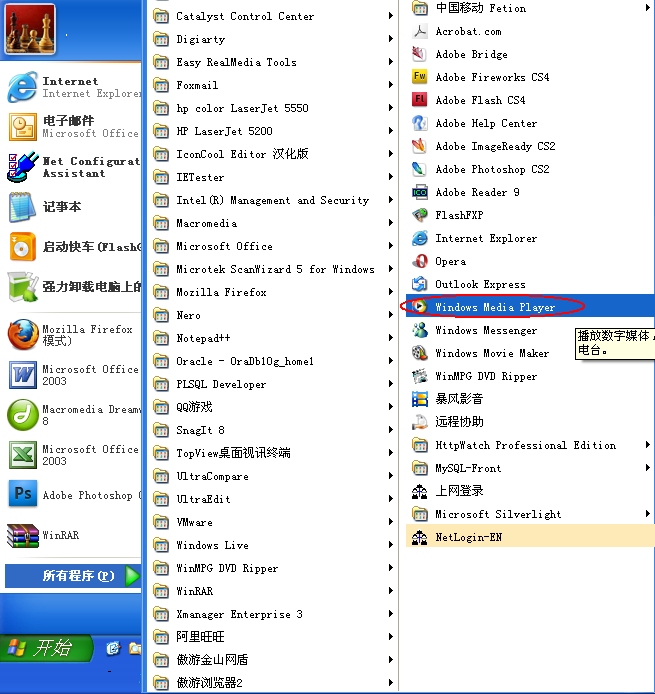 Internet
Internet Explorer
电子邮件
Microsoft Office
Net Configurat
Assistant
记事本
启动快车(FlashG
强力卸载电脑上的
Mozilla Firefox
模式)
Microsoft Office
2003
Macromedia Dreamw
8
Microsoft Office
2003
Adobe Photoshop C
WinRAR
所有程序(P)
开始
Catalyst Control Center
Digiarty
Easy RealMedia Tools
Foxmail
hp color LaserJet 5550
HP LaserJet 5200
IconCool Editor 汉化版
IETester
Intel(R) Management and Security
Macromedia
Microsoft Office
Microtek ScanWizard 5 for Windows
Mozilla Firefox
Nero
Notepad++
Oracle - OraDb10g_home1
PLSQL Developer
QQ游戏
SnagIt 8
TopView桌面视讯终端
UltraCompare
UltraEdit
VMware
Windows Live
WinMPG DVD Ripper
WinRAR
Xmanager Enterprise 3
阿里旺旺
傲游金山网盾
傲游浏览器2
中国移动 Fetion
Acrobat.com
Adobe Bridge
Adobe Fireworks CS4
Adobe Flash CS4
Adobe Help Center
Adobe ImageReady CS2
Adobe Photoshop CS2
Adobe Reader 9
FlashFXP
Internet Explorer
Opera
Outlook Express
Windows Media Player
Windows Messenger
Windows Movie Maker
WinMPG DVD Ripper
暴风影音
远程协助
HttpWatch Professional Edition
MySQL-Front
上网登录
Microsoft Silverlight
NetLogin-EN
播放数字媒体,
电台。